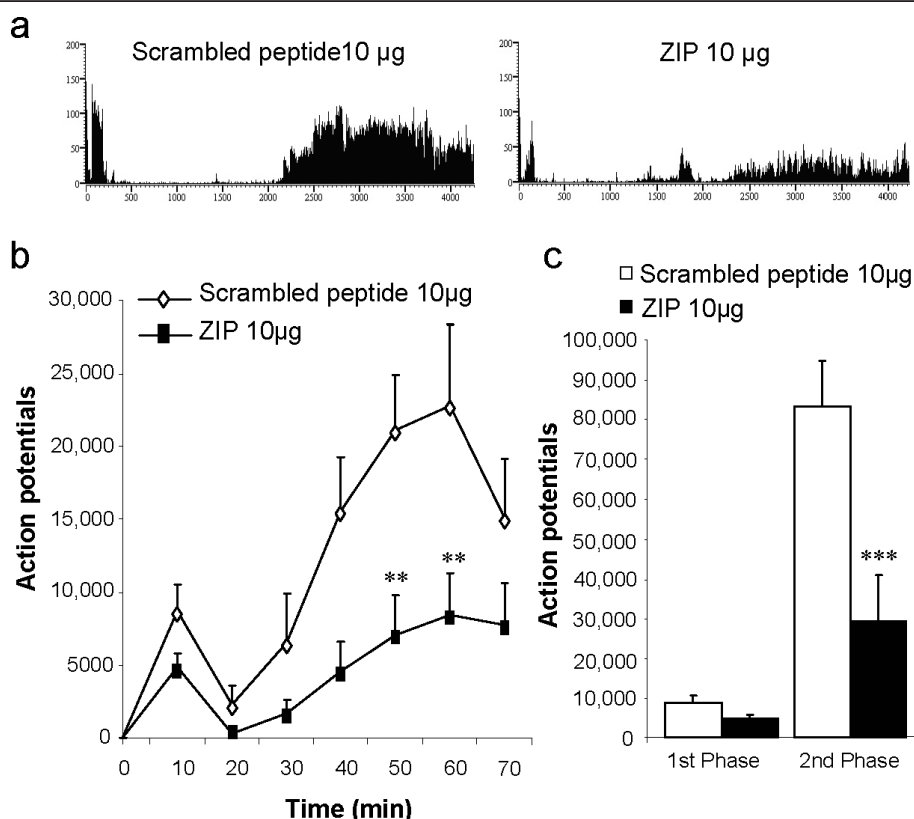 a
Scrambled peptide10 µg
200
150
100
50
0
0 500 1000 1500 2000 2500 3000 3500 4000
ZIP 10 µg
200
150
100
50
0
0 500 1000 1500 2000 2500 3000 3500 4000
b
Scrambled peptide 10µg
ZIP 10µg
30,000
25,000
20,000
15,000
10,000
5000
0
Action potentials
** **
0 10 20 30 40 50 60 70
Time (min)
c
Scrambled peptide 10µg
ZIP 10µg
100,000
90,000
80,000
70,000
60,000
50,000
40,000
30,000
20,000
10,000
0
Action potentials
***
1st Phase 2nd Phase